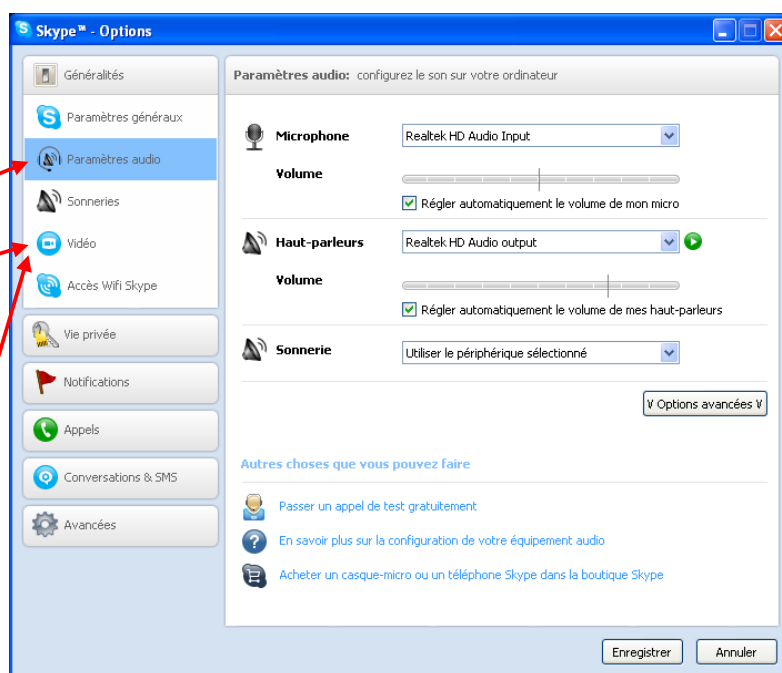 Skype™ - Options
Généralités
Paramètres généraux
Paramètres audio
Sonneries
Vidéo
Accès Wifi Skype
Vie privée
Notifications
Appels
Conversations & SMS
Avancées
Paramètres audio: configurez le son sur votre ordinateur
Microphone Realtek HD Audio Input
Volume
Régler automatiquement le volume de mon micro
Haut-parleurs Realtek HD Audio output
Volume
Régler automatiquement le volume de mes haut-parleurs
Sonnerie Utiliser le périphérique sélectionné
V Options avancées V
Autres choses que vous pouvez faire
Passer un appel de test gratuitement
En savoir plus sur la configuration de votre équipement audio
Acheter un casque-micro ou un téléphone Skype dans la boutique Skype
Enregistrer Annuler